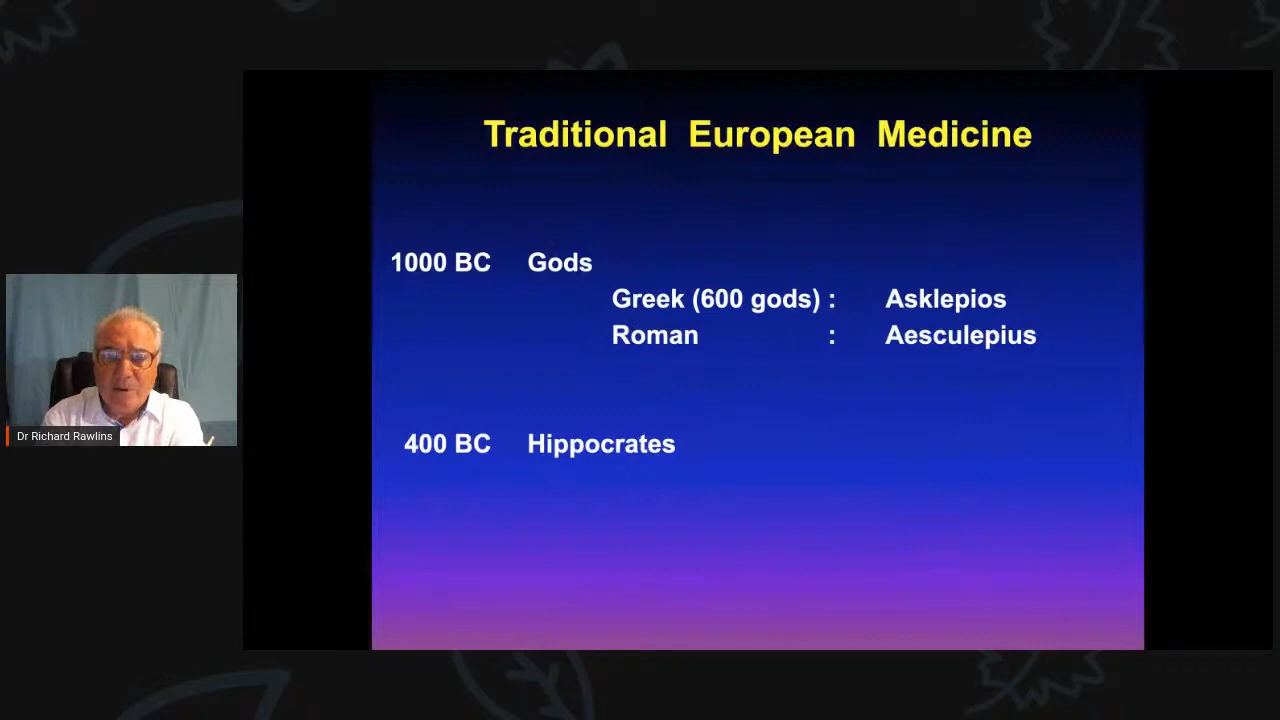 Traditional European Medicine
1000 BC Gods
Greek (600 gods) : Asklepios
Roman : Aesculepius
400 BC Hippocrates
Dr Richard Rawlins